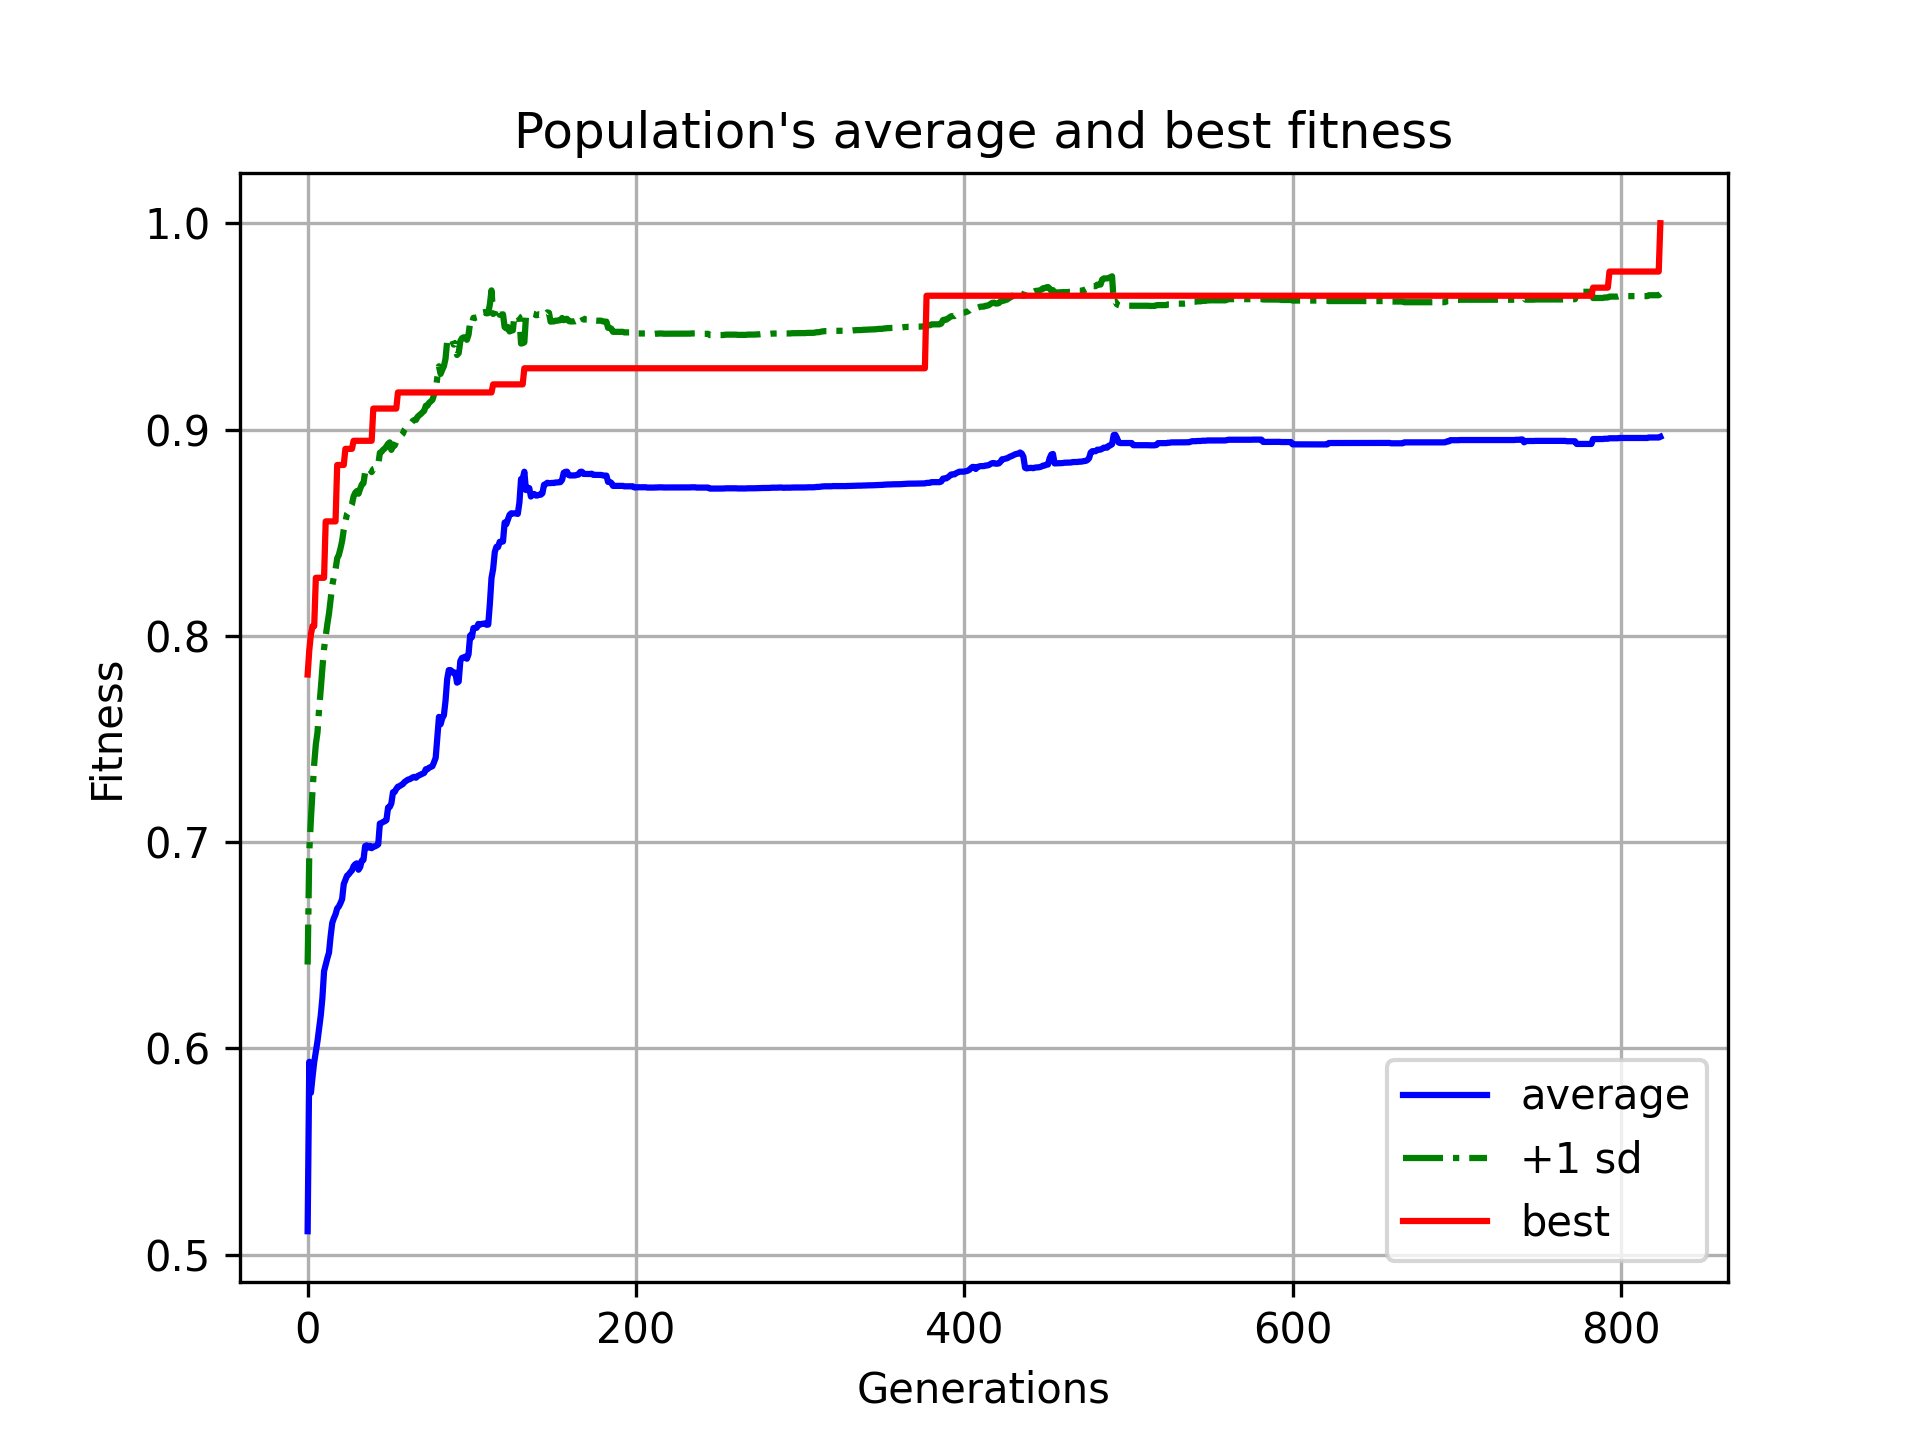 Population's average and best fitness
1.0
0.9
0.8
0.7
0.6
0.5
Fitness
0 200 400 600 800
Generations
average
+1 sd
best